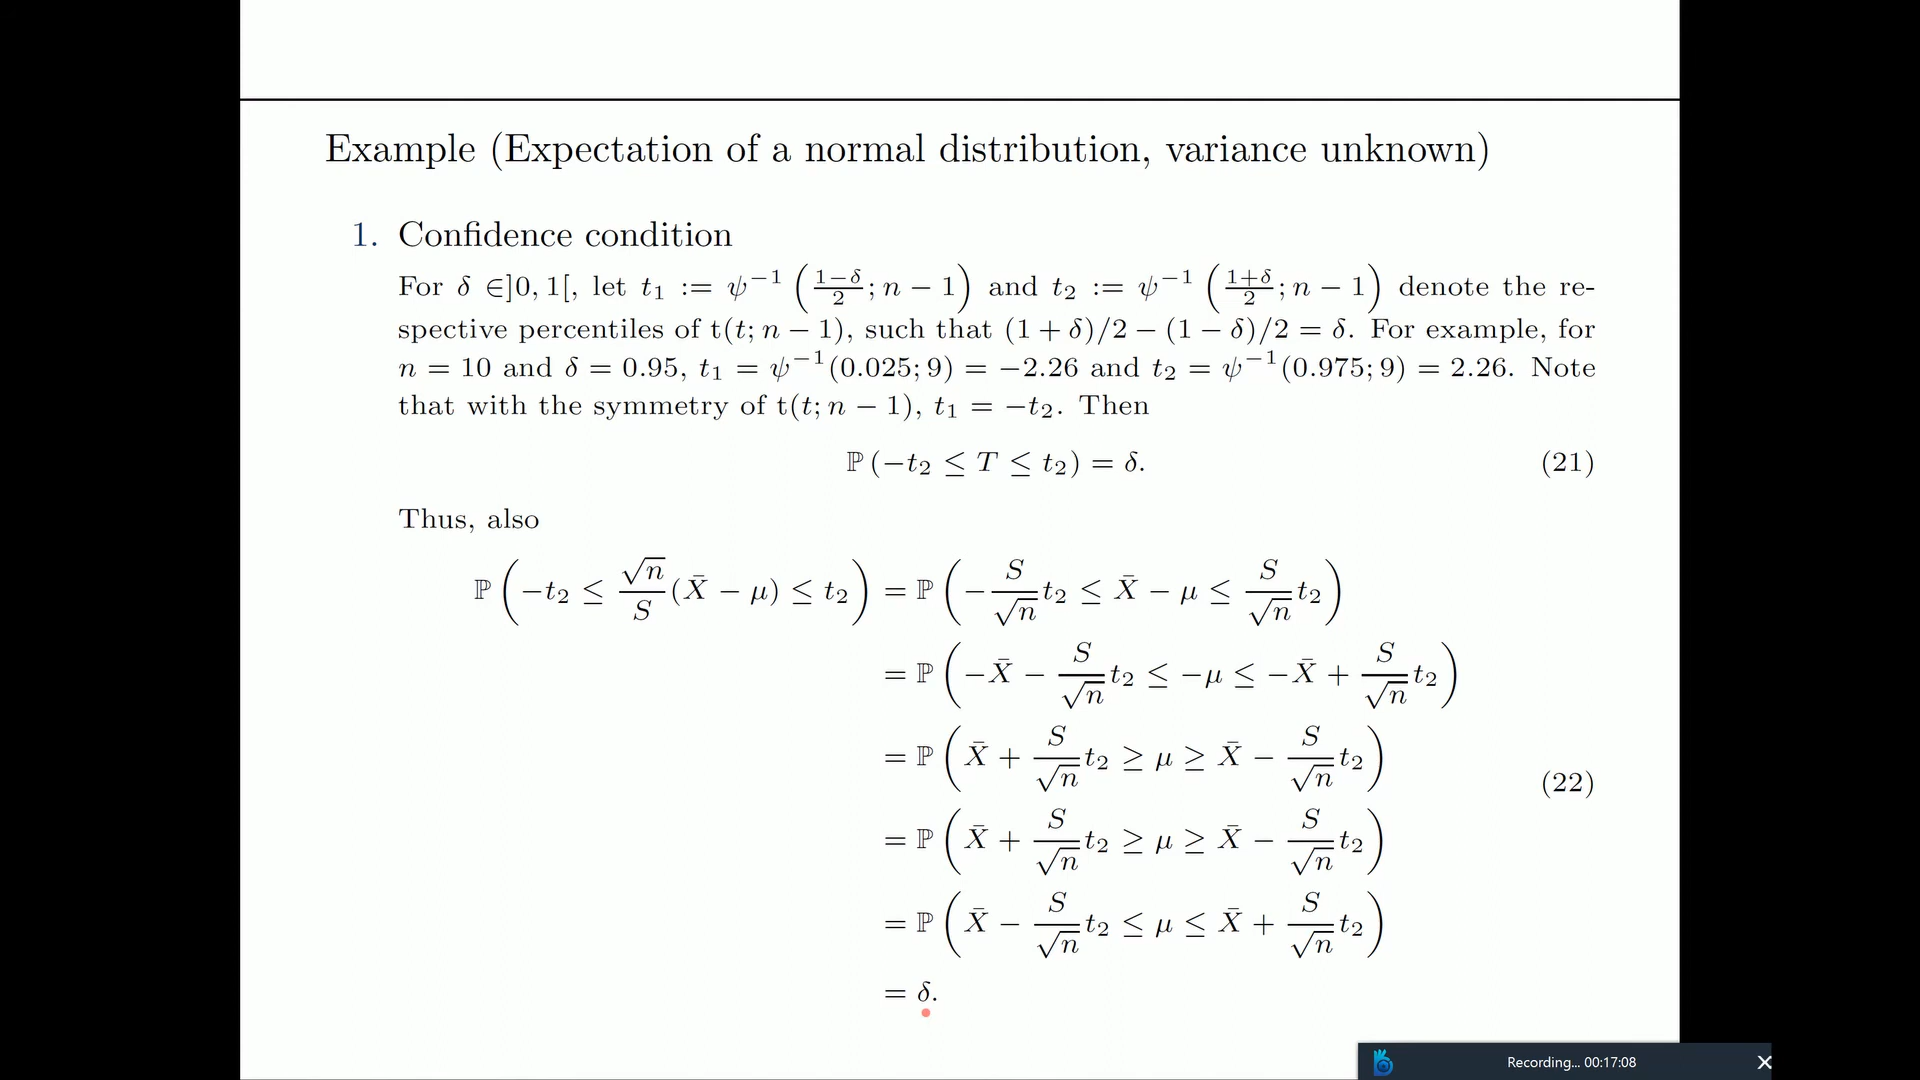 Example (Expectation of a normal distribution, variance unknown)
1. Confidence condition
For δ ∈]0, 1[, let t₁ := ψ⁻¹ ((1−δ)/2; n − 1) and t₂ := ψ⁻¹ ((1+δ)/2; n − 1) denote the re-
spective percentiles of t(t; n − 1), such that (1 + δ)/2 − (1 − δ)/2 = δ. For example, for
n = 10 and δ = 0.95, t₁ = ψ⁻¹(0.025; 9) = −2.26 and t₂ = ψ⁻¹(0.975; 9) = 2.26. Note
that with the symmetry of t(t; n − 1), t₁ = −t₂. Then
ℙ (−t₂ ≤ T ≤ t₂) = δ. (21)
Thus, also
ℙ (−t₂ ≤ √n/S (X̄ − μ) ≤ t₂) = ℙ (− S/√n t₂ ≤ X̄ − μ ≤ S/√n t₂)
= ℙ (−X̄ − S/√n t₂ ≤ −μ ≤ −X̄ + S/√n t₂)
= ℙ (X̄ + S/√n t₂ ≥ μ ≥ X̄ − S/√n t₂)
(22)
= ℙ (X̄ + S/√n t₂ ≥ μ ≥ X̄ − S/√n t₂)
= ℙ (X̄ − S/√n t₂ ≤ μ ≤ X̄ + S/√n t₂)
= δ.
Recording... 00:17:08